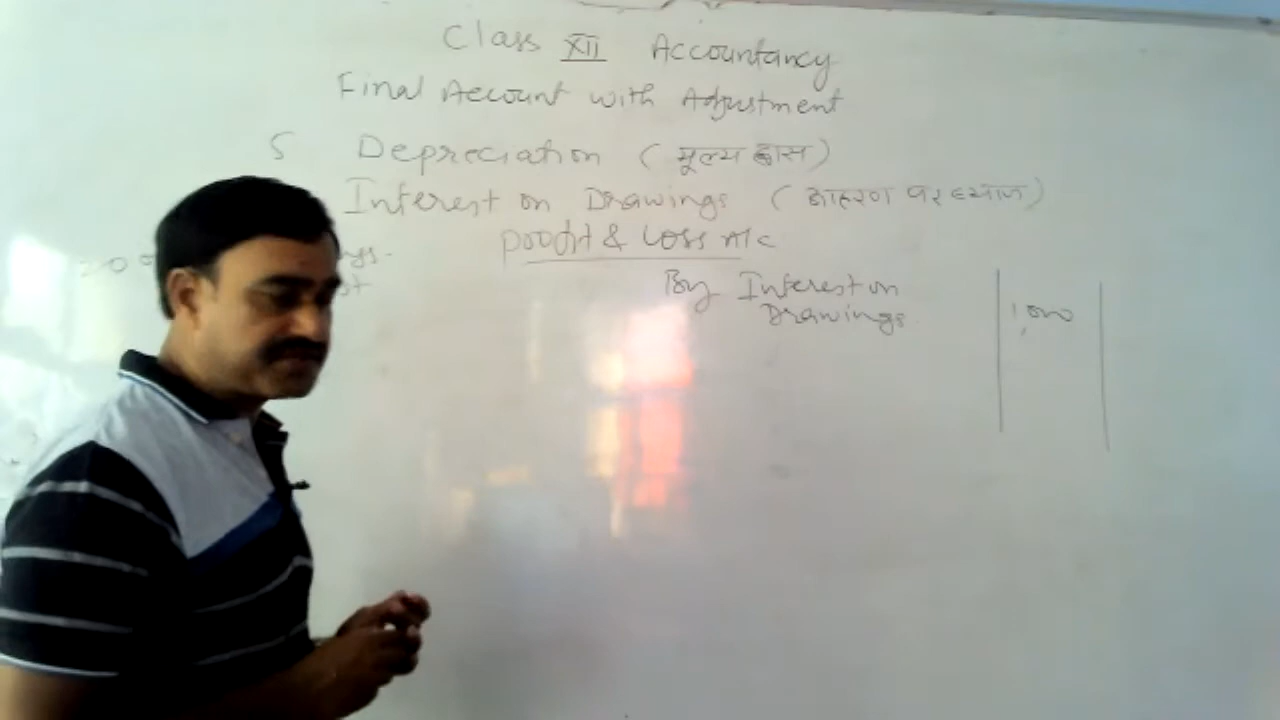 Class XII Accountancy
Final Account with Adjustment
5 Depreciation (मूल्य ह्रास)
Interest on Drawings (आहरण पर ब्याज)
Profit & Loss A/c
By Interest on
Drawings
1,000